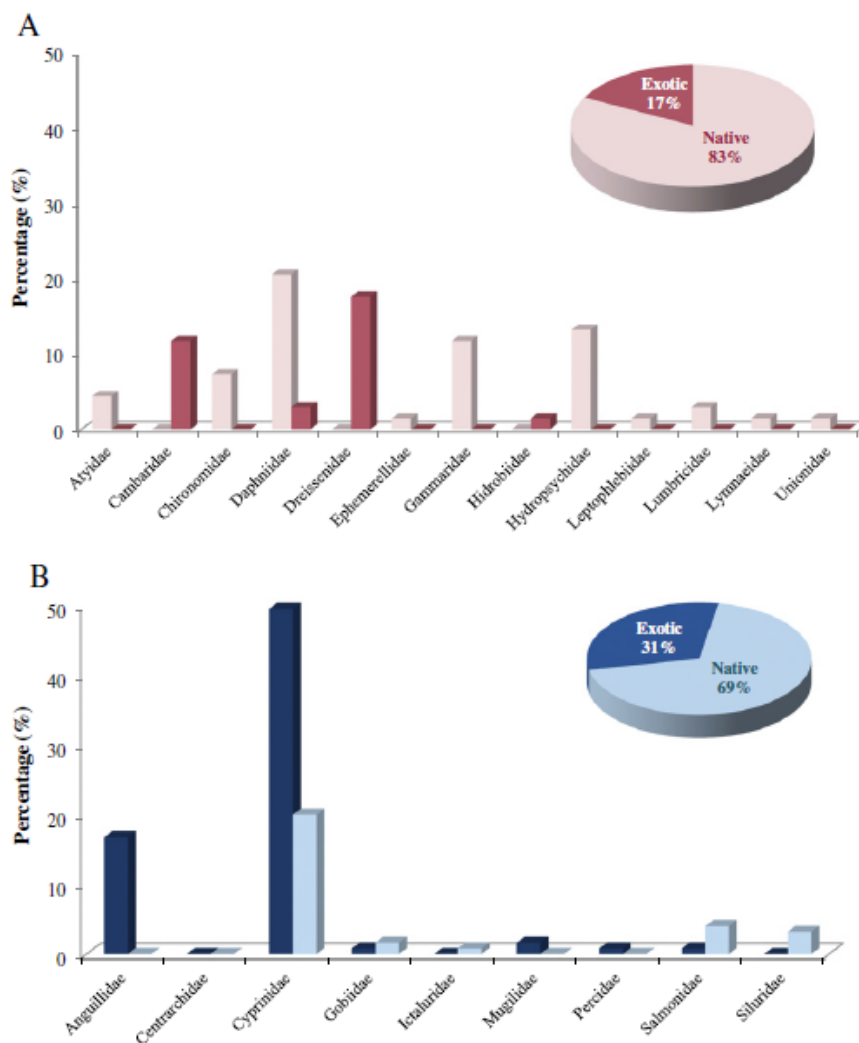 A
Percentage (%)
50
40
30
20
10
0
Exotic
17%
Native
83%
Atyidae
Cambaridae
Chironomidae
Daphniidae
Dreissenidae
Ephemerellidae
Gammaridae
Hidrobiidae
Hydropsychidae
Leptophlebiidae
Lumbricidae
Lymnaeidae
Unionidae
B
Percentage (%)
50
40
30
20
10
0
Exotic
31%
Native
69%
Anguillidae
Centrarchidae
Cyprinidae
Gobiidae
Ictaluridae
Mugilidae
Percidae
Salmonidae
Siluridae